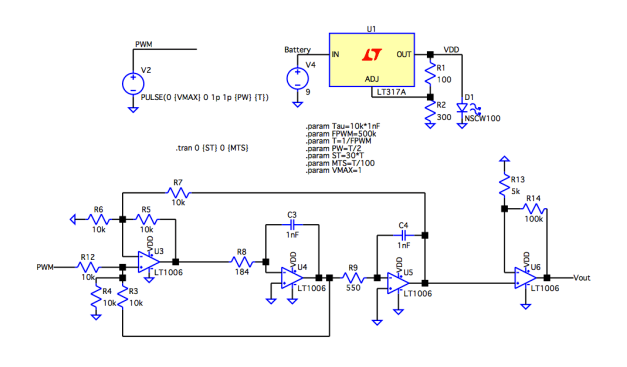 U1
PWM
Battery
IN
OUT
VDD
V2
V4
R1
100
ADJ
D1
LT317A
PULSE(0 {VMAX} 0 1p 1p {PW} {T})
9
R2
300
NSCW100
.param Tau=10k*1nF
.param FPWM=500k
.param T=1/FPWM
.param PW=T/2
.param ST=30*T
.param MTS=T/100
.param VMAX=1
.tran 0 {ST} 0 {MTS}
R7
10k
R13
5k
R6
10k
R5
10k
C3
1nF
C4
1nF
R14
100k
VDD
U3
LT1006
R8
184
VDD
U4
LT1006
R9
550
VDD
U5
LT1006
VDD
U6
LT1006
Vout
PWM
R12
10k
R4
10k
R3
10k